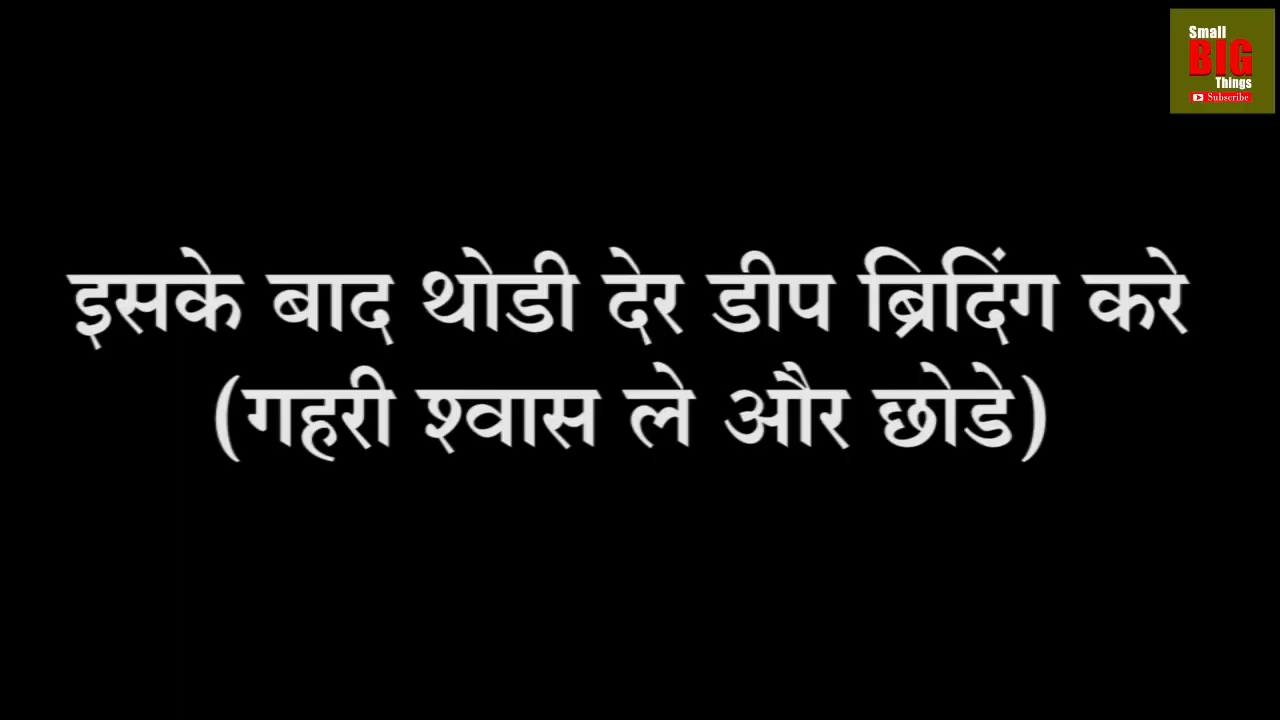 Small
BIG
Things
Subscribe
इसके बाद थोडी देर डीप ब्रिदिंग करे
(गहरी श्वास ले और छोडे)